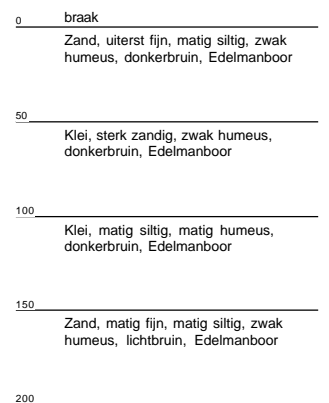 0 braak
Zand, uiterst fijn, matig siltig, zwak
humeus, donkerbruin, Edelmanboor
50
Klei, sterk zandig, zwak humeus,
donkerbruin, Edelmanboor
100
Klei, matig siltig, matig humeus,
donkerbruin, Edelmanboor
150
Zand, matig fijn, matig siltig, zwak
humeus, lichtbruin, Edelmanboor
200